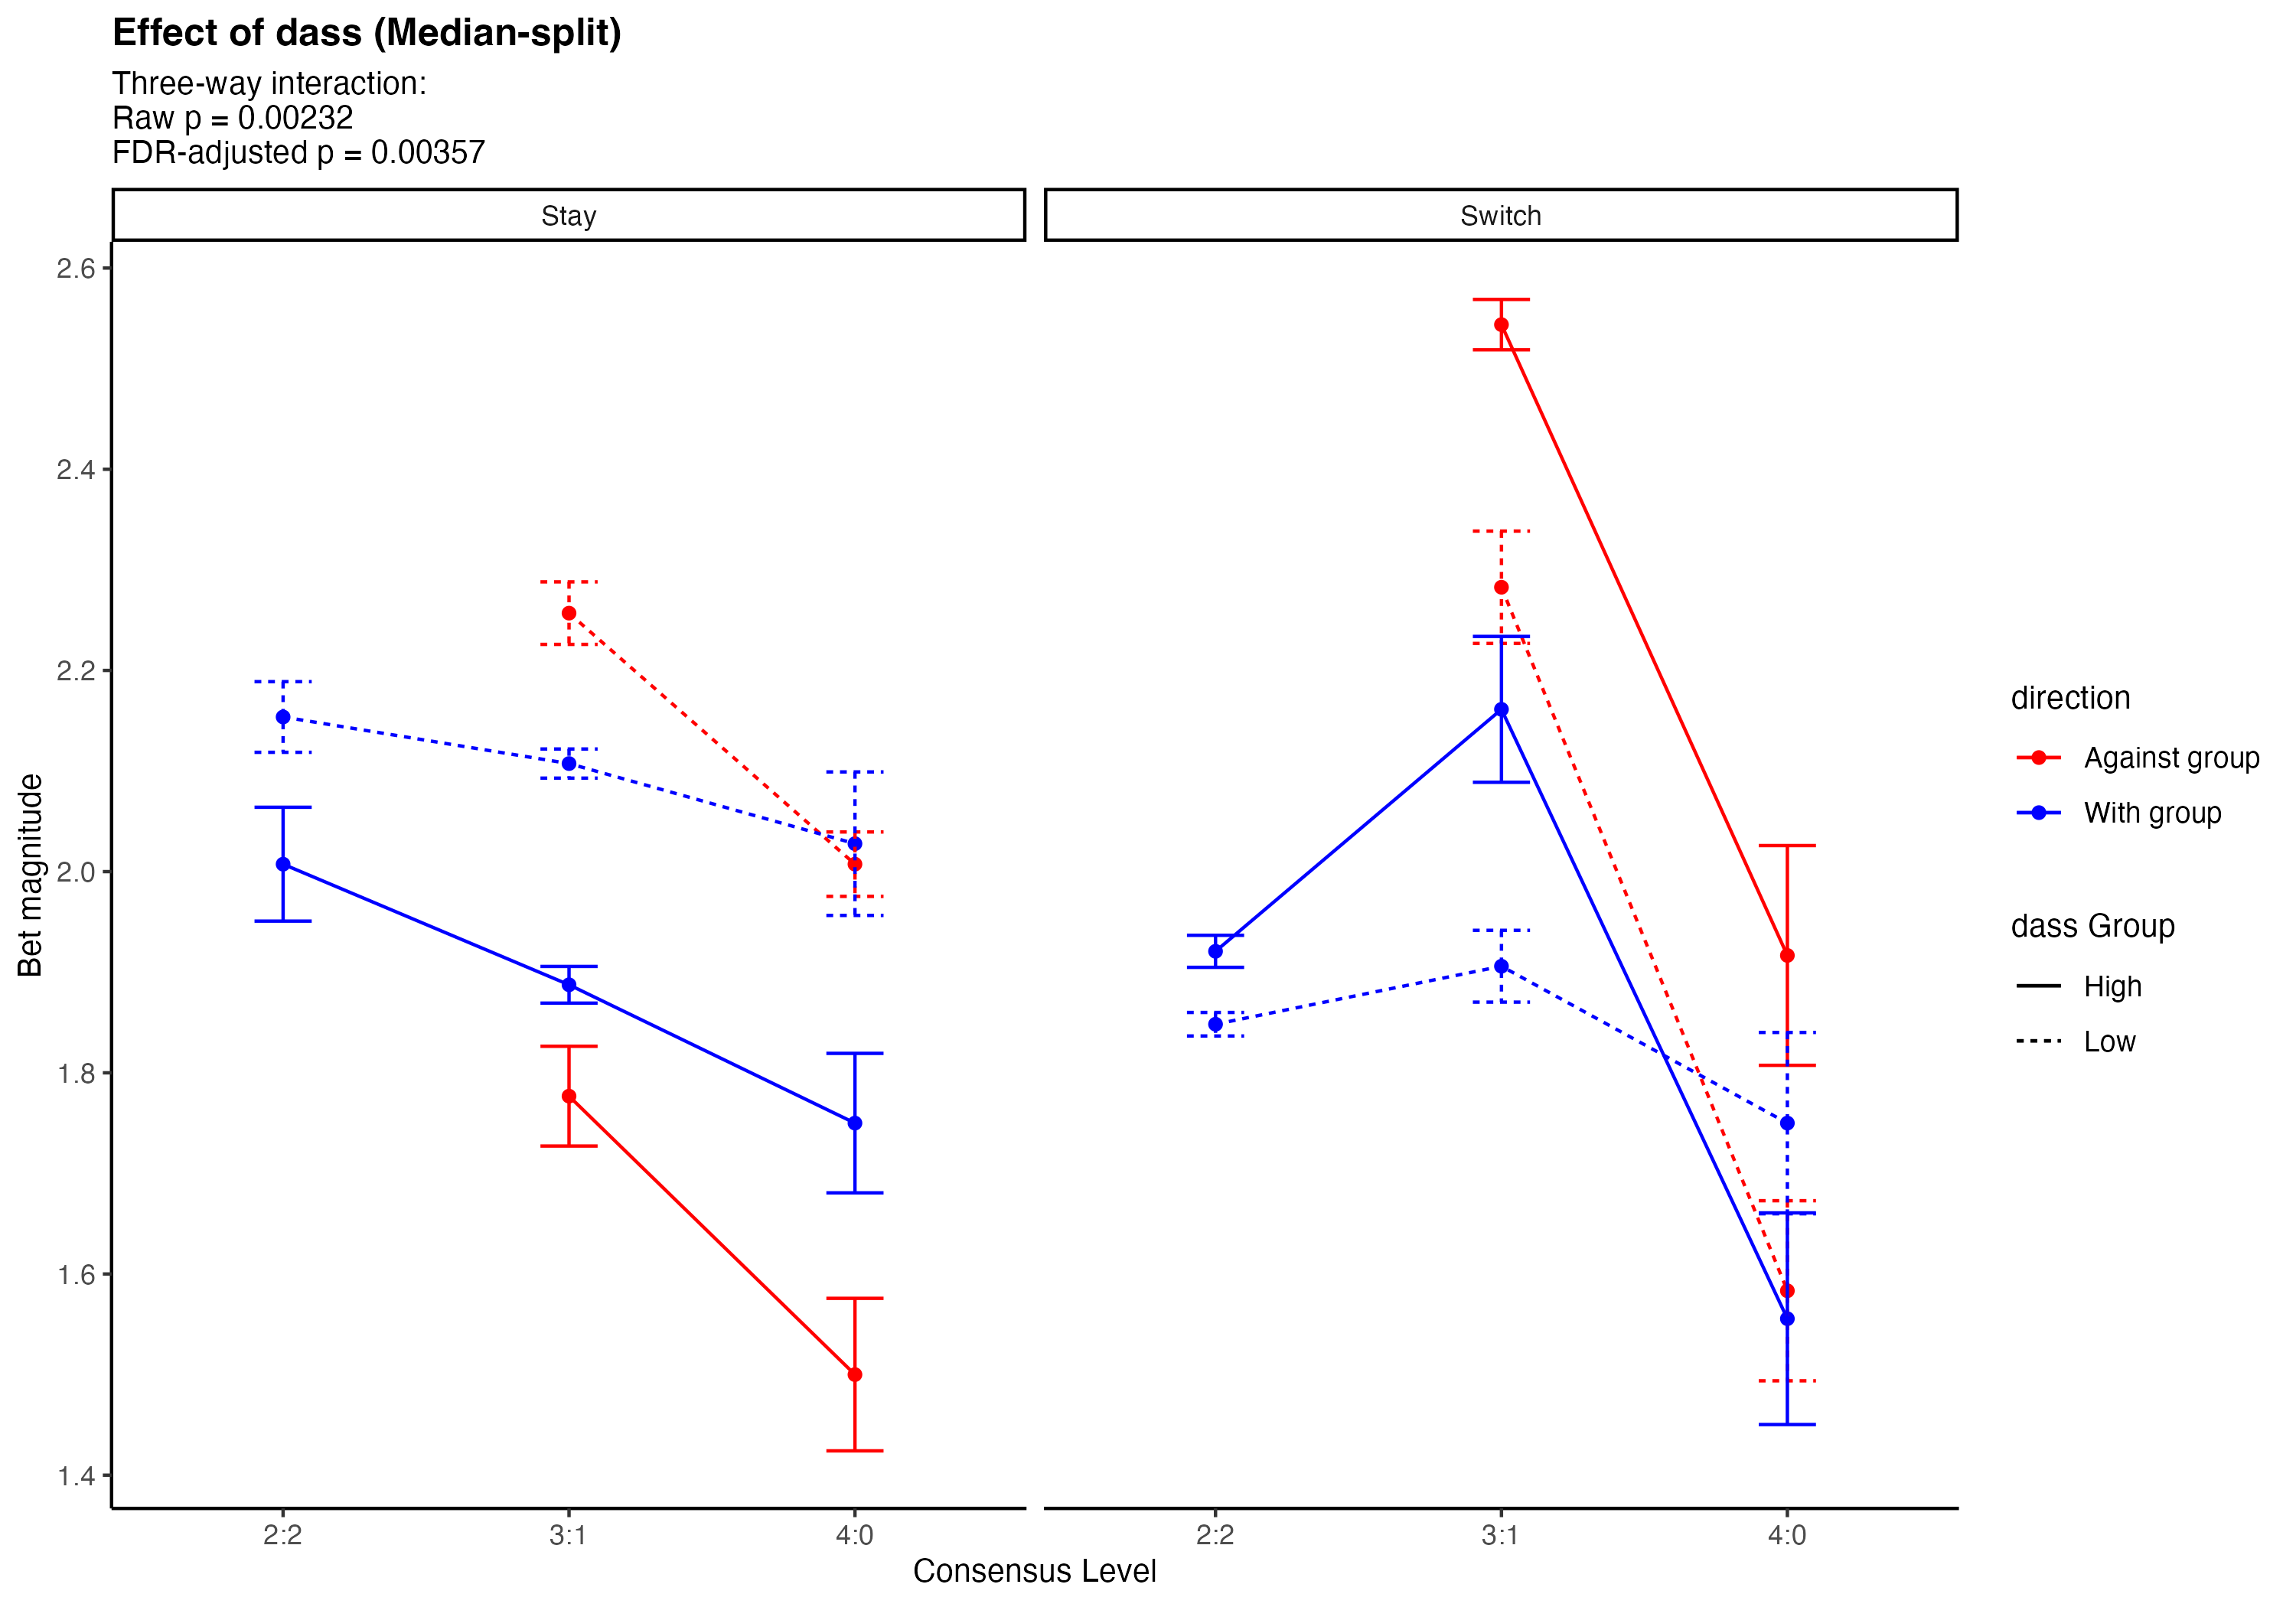 Effect of dass (Median-split)
Three-way interaction:
Raw p = 0.00232
FDR-adjusted p = 0.00357
Stay
Switch
2.6
2.4
2.2
2.0
1.8
1.6
1.4
Bet magnitude
2:2
3:1
4:0
2:2
3:1
4:0
Consensus Level
direction
Against group
With group
dass Group
High
Low